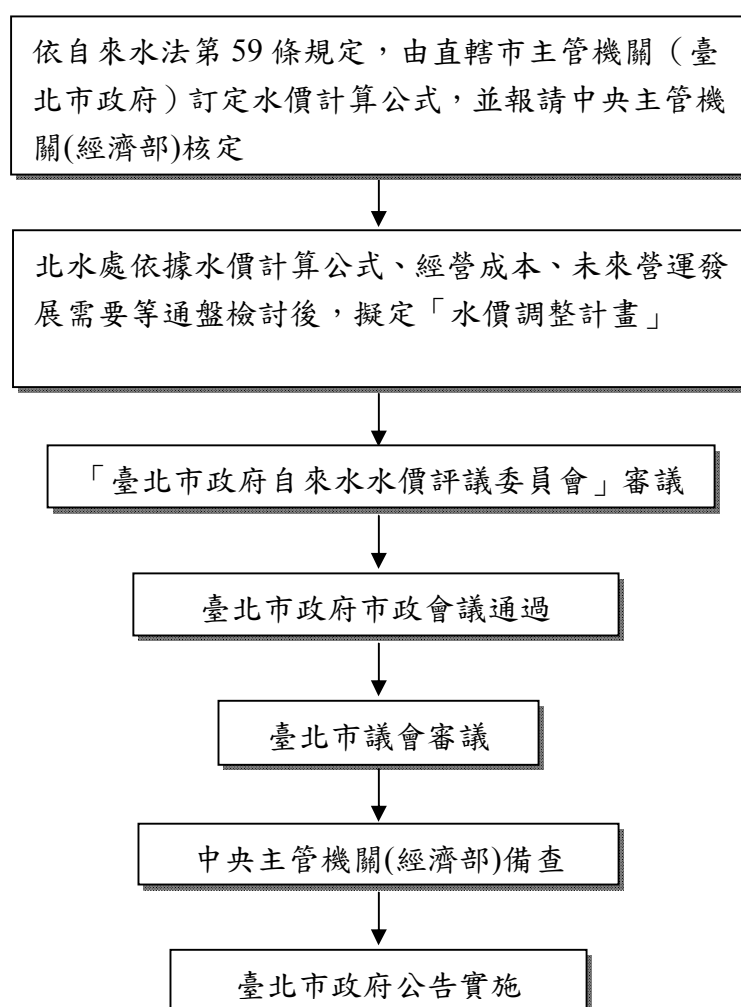 依自來水法第 59 條規定，由直轄市主管機關（臺
北市政府）訂定水價計算公式，並報請中央主管機
關(經濟部)核定
北水處依據水價計算公式、經營成本、未來營運發
展需要等通盤檢討後，擬定「水價調整計畫」
「臺北市政府自來水水價評議委員會」審議
臺北市政府市政會議通過
臺北市議會審議
中央主管機關(經濟部)備查
臺北市政府公告實施